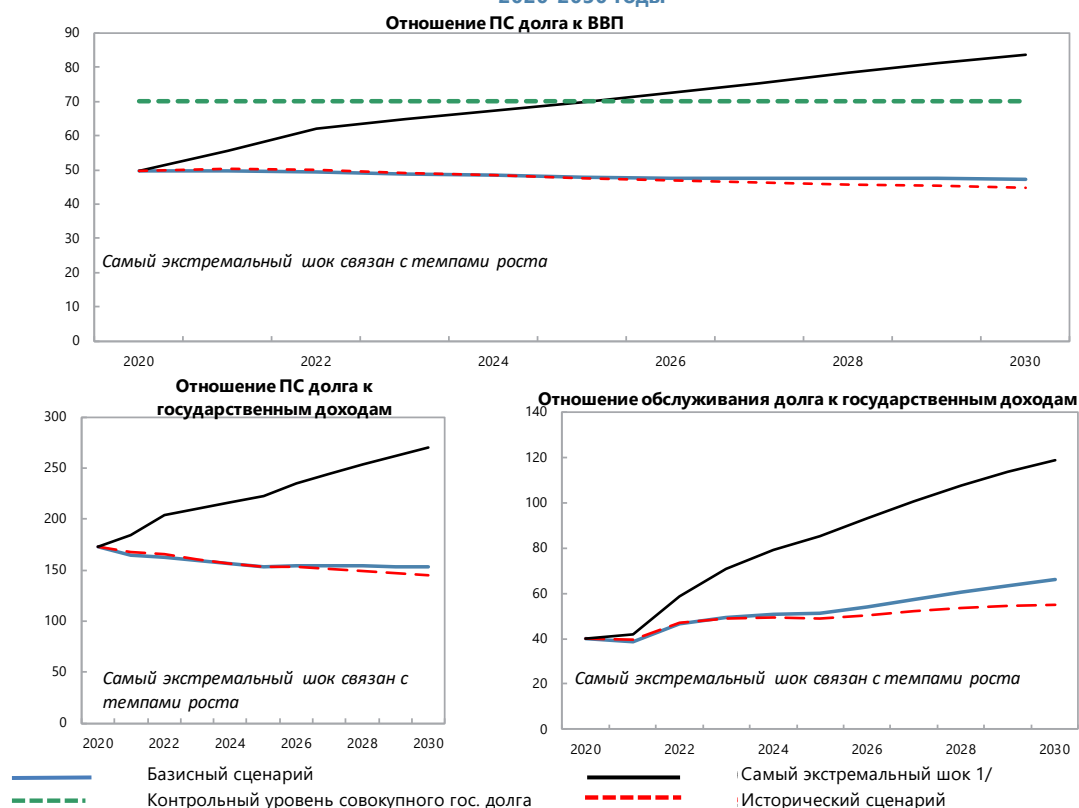 2020-2030 годы
Отношение ПС долга к ВВП
90
80
70
60
50
40
30
20
10
0
Самый экстремальный шок связан с темпами роста
2020 2022 2024 2026 2028 2030
Отношение ПС долга к
государственным доходам
300
250
200
150
100
50
0
Самый экстремальный шок связан с
темпами роста
2020 2022 2024 2026 2028 2030
Отношение обслуживания долга к государственным доходам
140
120
100
80
60
40
20
0
Самый экстремальный шок связан с темпами роста
2020 2022 2024 2026 2028 2030
Базисный сценарий
Самый экстремальный шок 1/
Контрольный уровень совокупного гос. долга
Исторический сценарий